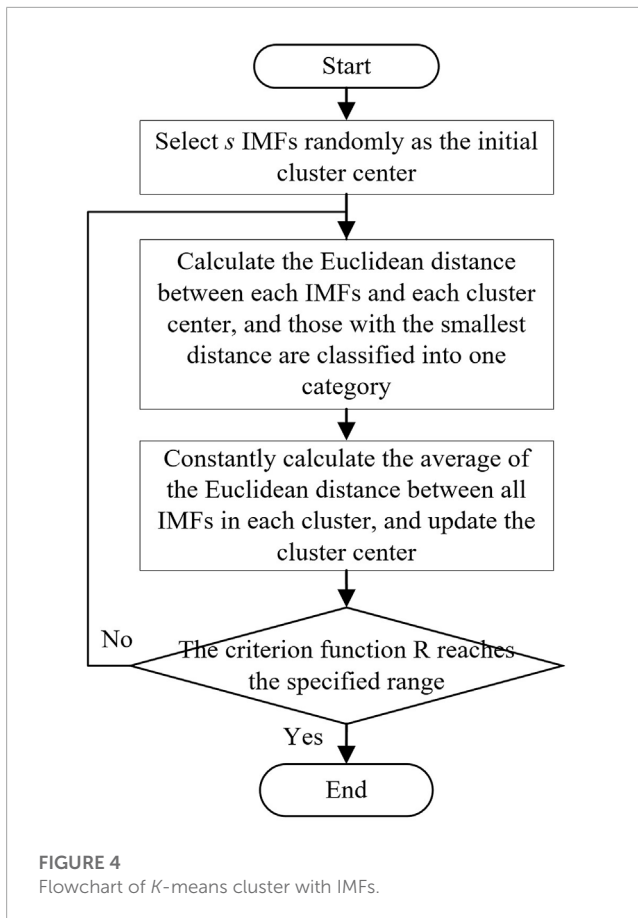 Start
Select s IMFs randomly as the initial
cluster center
Calculate the Euclidean distance
between each IMFs and each cluster
center, and those with the smallest
distance are classified into one
category
Constantly calculate the average of
the Euclidean distance between all
IMFs in each cluster, and update the
cluster center
No
The criterion function R reaches
the specified range
Yes
End
FIGURE 4
Flowchart of K-means cluster with IMFs.